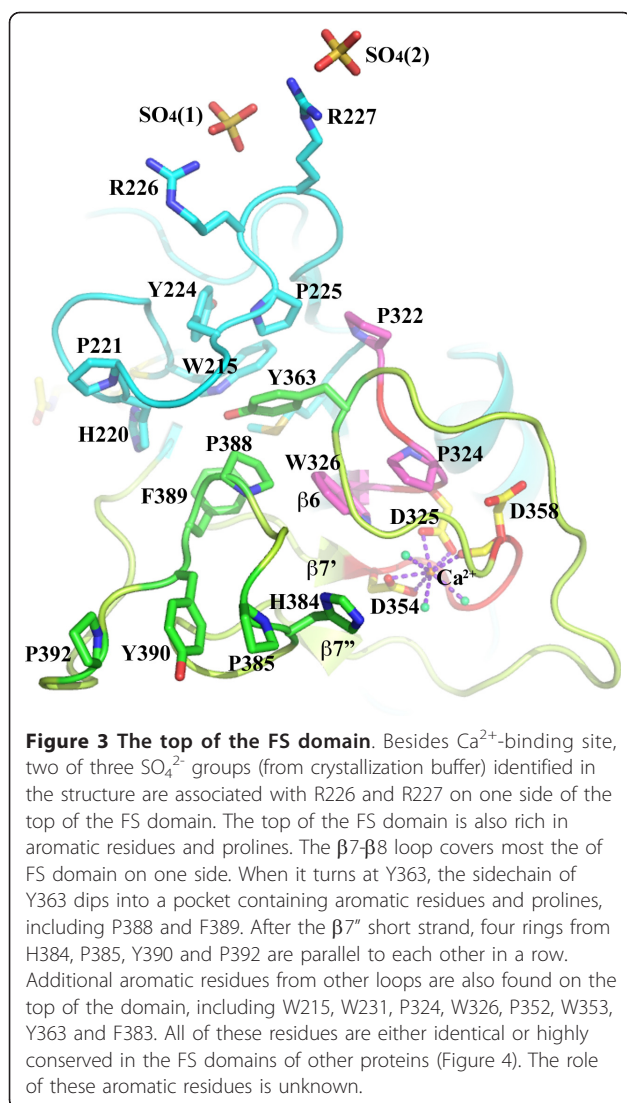 SO₄(2)
SO₄(1)
R227
R226
Y224
P225
P322
P221
W215
Y363
H220
P388
P324
W326
F389
β6
D325
D358
β7'
Ca²⁺
H384
D354
P392
Y390
P385
β7"
Figure 3 The top of the FS domain. Besides Ca²⁺-binding site,
two of three SO₄²⁻ groups (from crystallization buffer) identified in
the structure are associated with R226 and R227 on one side of the
top of the FS domain. The top of the FS domain is also rich in
aromatic residues and prolines. The β7-β8 loop covers most the of
FS domain on one side. When it turns at Y363, the sidechain of
Y363 dips into a pocket containing aromatic residues and prolines,
including P388 and F389. After the β7" short strand, four rings from
H384, P385, Y390 and P392 are parallel to each other in a row.
Additional aromatic residues from other loops are also found on the
top of the domain, including W215, W231, P324, W326, P352, W353,
Y363 and F383. All of these residues are either identical or highly
conserved in the FS domains of other proteins (Figure 4). The role
of these aromatic residues is unknown.